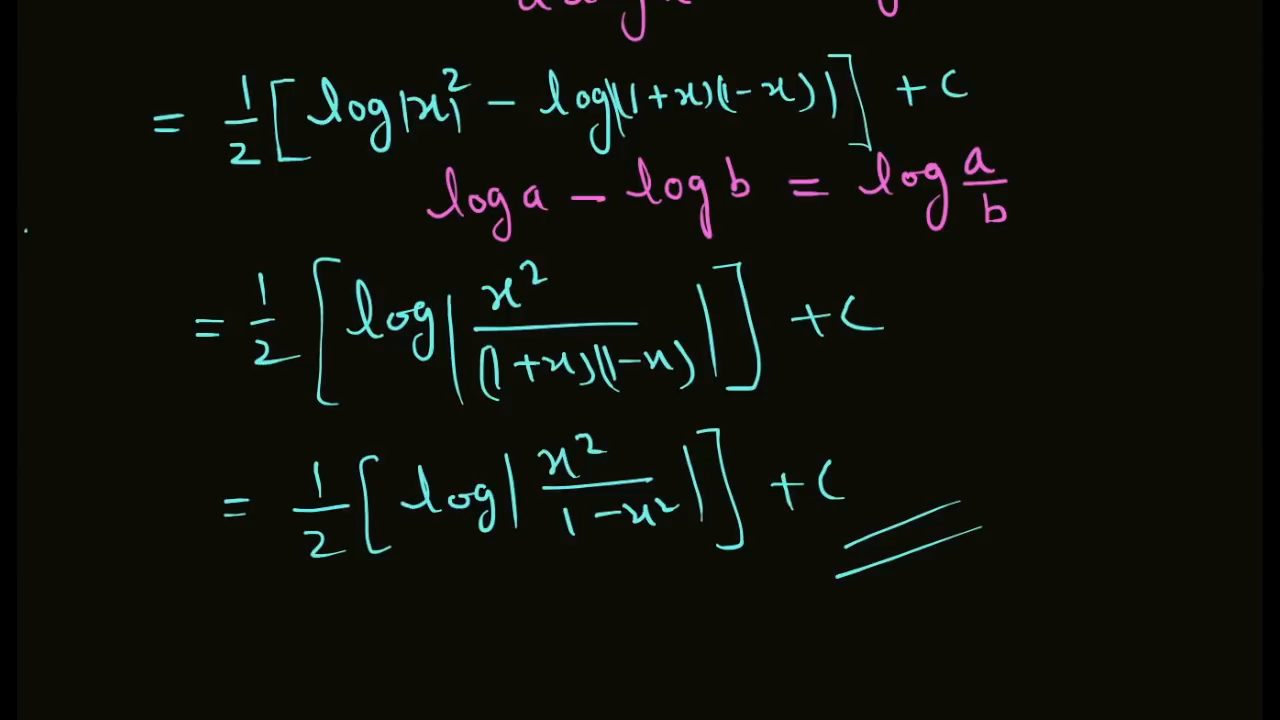 = 1/2 [log|x|² - log|(1+x)(1-x)|] + C
log a - log b = log a/b
= 1/2 [log|x²/((1+x)(1-x))|] + C
= 1/2 [log|x²/(1-x²)|] + C